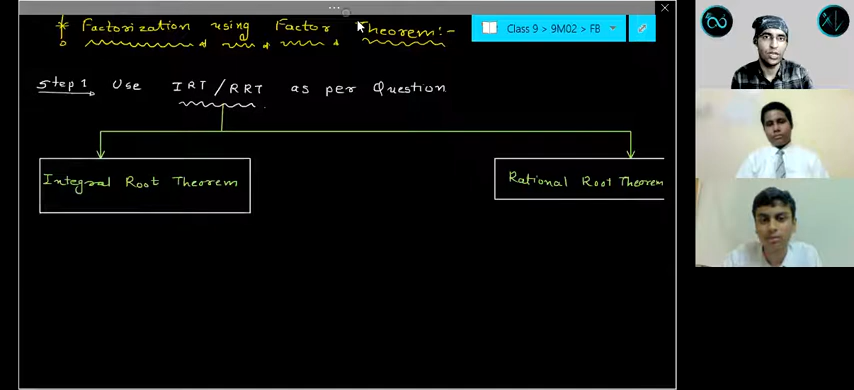 * Factorization using Factor Theorem:-
Class 9 > 9M02 > FB
Step 1 Use IRT/RRT as per Question
Integral Root Theorem
Rational Root Theorem